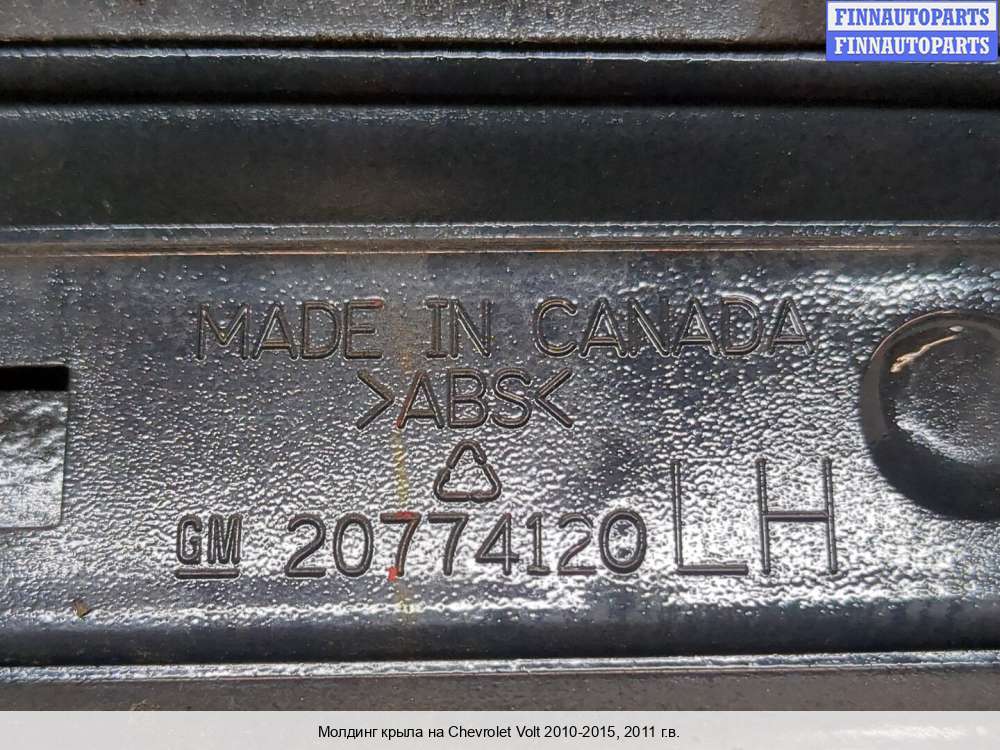 FINNAUTOPARTS
FINNAUTOPARTS
MADE IN CANADA
>ABS<
GM 20774120 LH
Молдинг крыла на Chevrolet Volt 2010-2015, 2011 г.в.